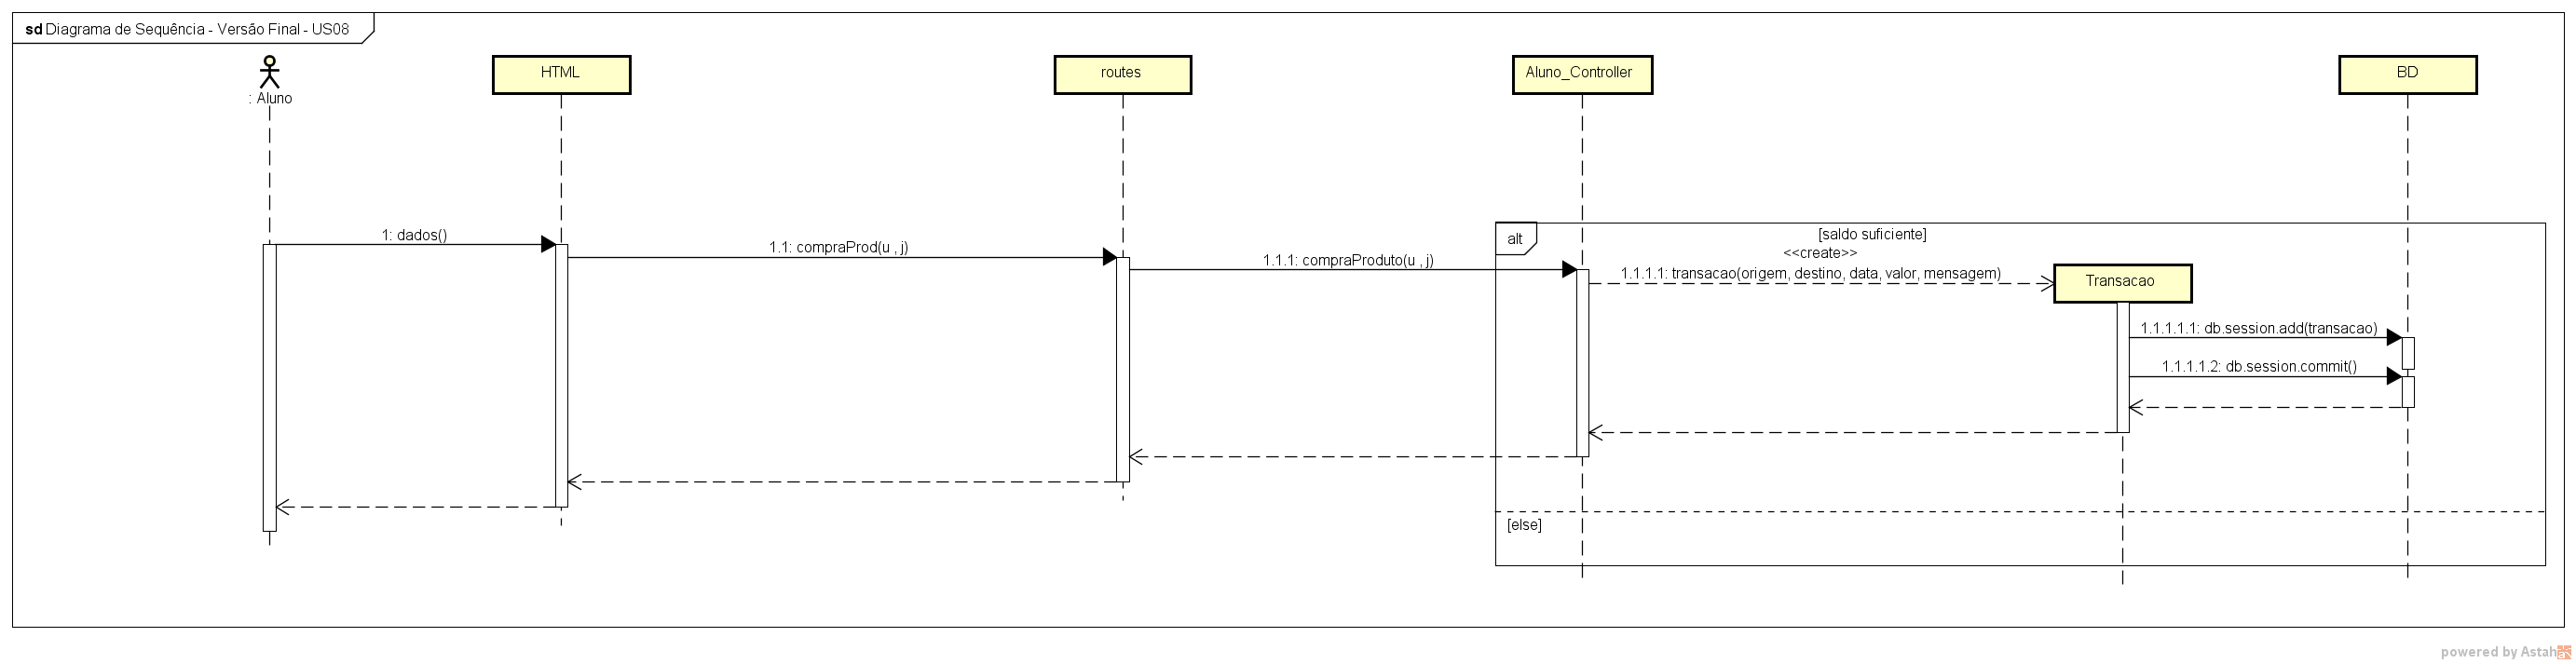 sd Diagrama de Sequência - Versão Final - US08
: Aluno
HTML
routes
Aluno_Controller
BD
1: dados()
1.1: compraProd(u , j)
1.1.1: compraProduto(u , j)
alt
[saldo suficiente]
<<create>>
1.1.1.1: transacao(origem, destino, data, valor, mensagem)
Transacao
1.1.1.1.1: db.session.add(transacao)
1.1.1.1.2: db.session.commit()
[else]
powered by Astah